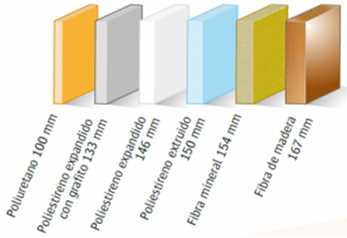 Poliuretano 100 mm
Poliestireno expandido
con grafito 133 mm
Poliestireno expandido
146 mm
Poliestireno extruido
150 mm
Fibra mineral 154 mm
Fibra de madera
167 mm